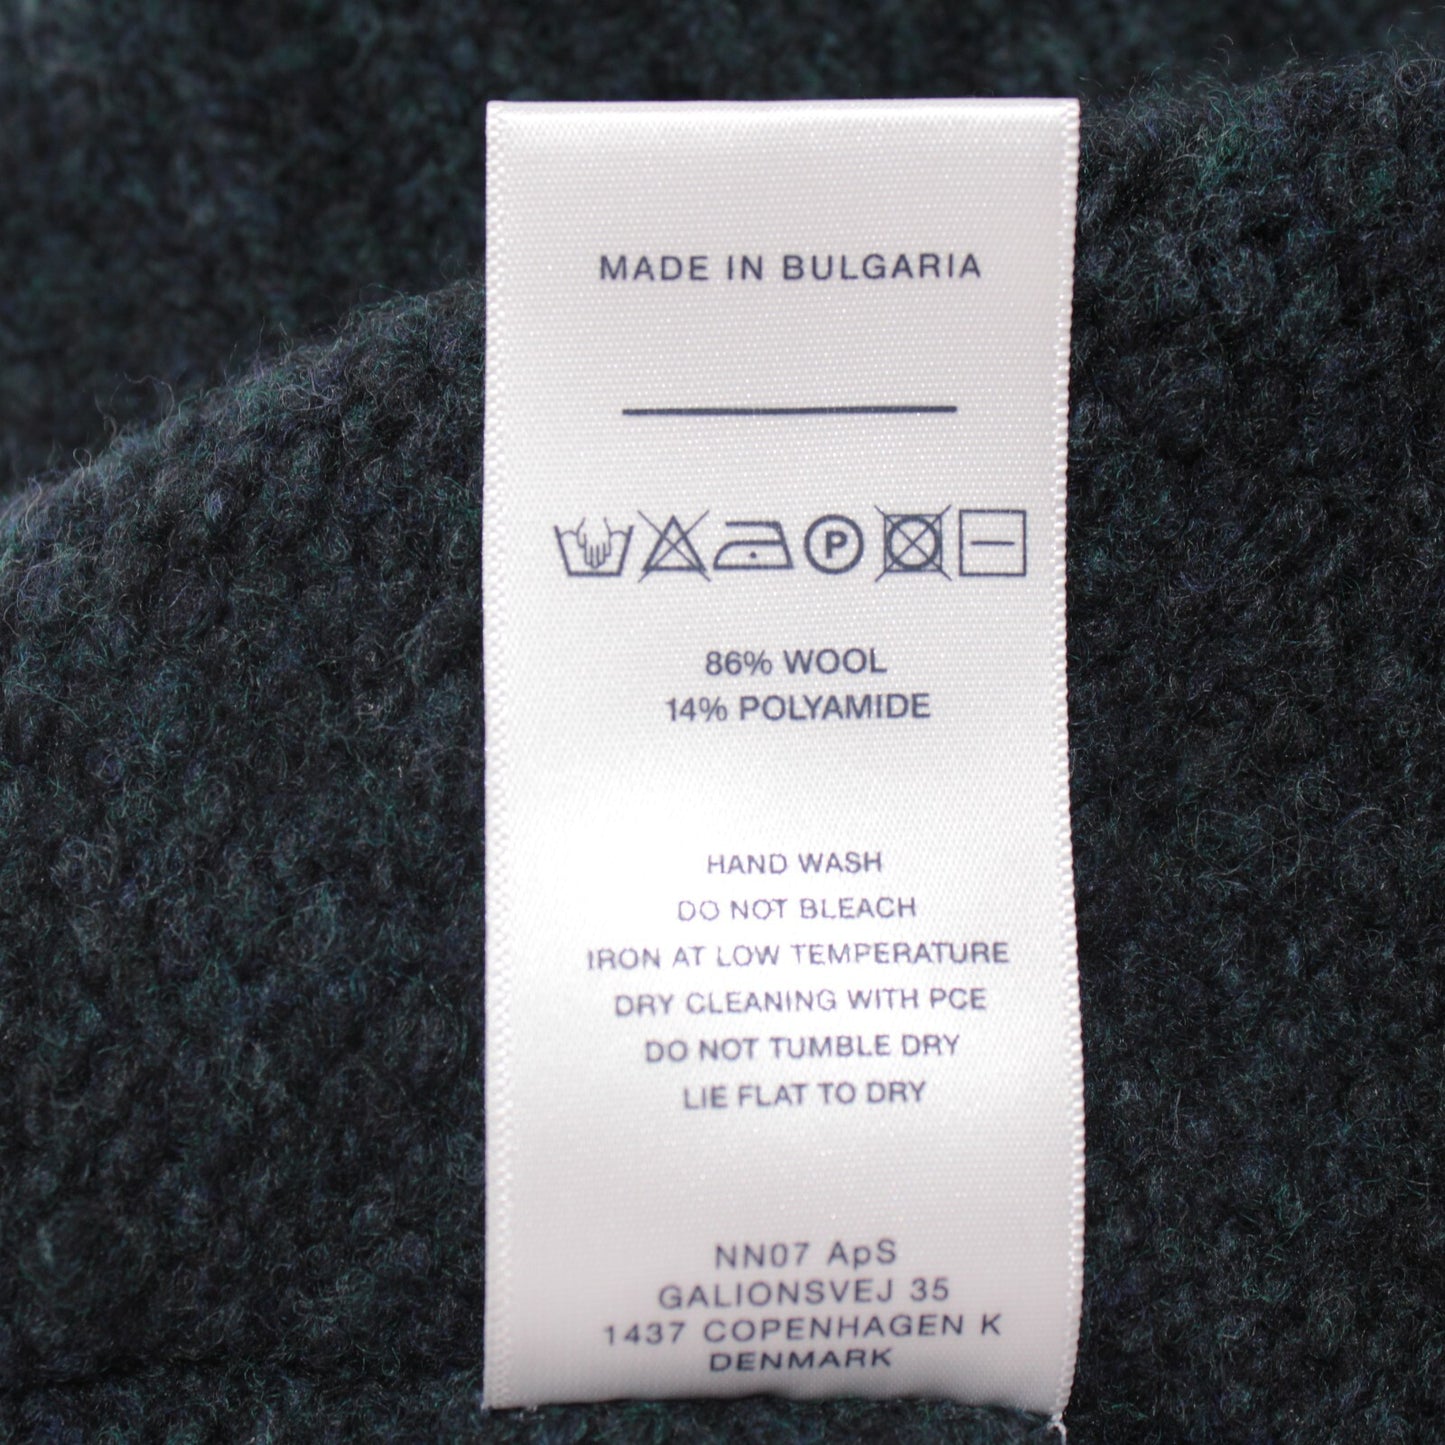 MADE IN BULGARIA
P
86% WOOL
14% POLYAMIDE
HAND WASH
DO NOT BLEACH
IRON AT LOW TEMPERATURE
DRY CLEANING WITH PCE
DO NOT TUMBLE DRY
LIE FLAT TO DRY
NN07 ApS
GALIONSVEJ 35
1437 COPENHAGEN K
DENMARK